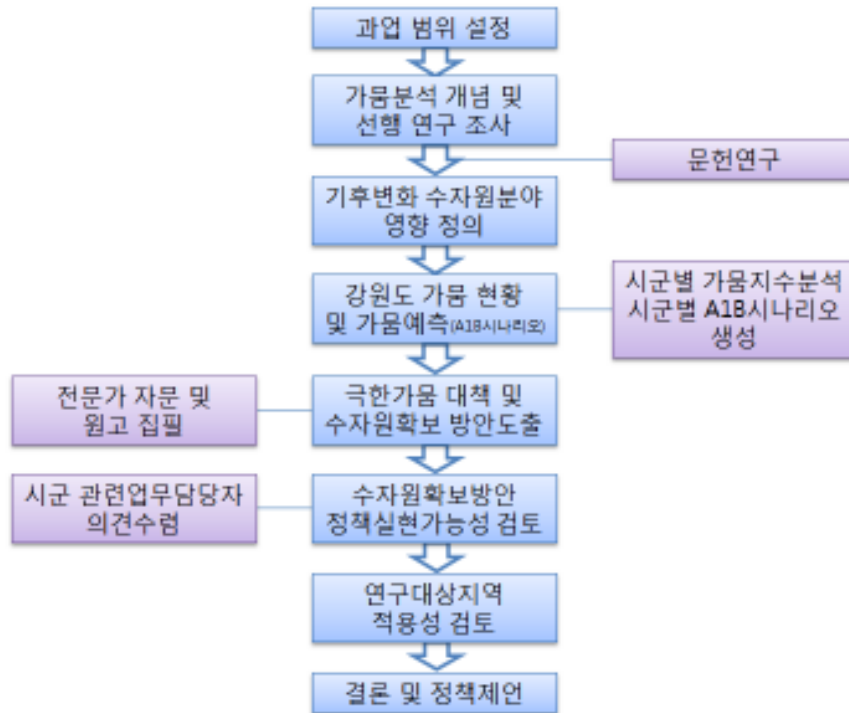 과업 범위 설정
가뭄분석 개념 및
선행 연구 조사
문헌연구
기후변화 수자원분야
영향 정의
강원도 가뭄 현황
및 가뭄예측(A1B시나리오)
시군별 가뭄지수분석
시군별 A1B시나리오
생성
전문가 자문 및
원고 집필
극한가뭄 대책 및
수자원확보 방안도출
시군 관련업무담당자
의견수렴
수자원확보방안
정책실현가능성 검토
연구대상지역
적용성 검토
결론 및 정책제언